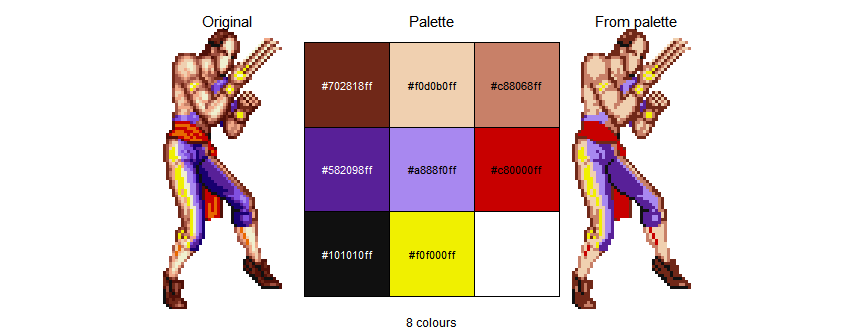 Original
Palette
From palette
#702818ff
#f0d0b0ff
#c88068ff
#582098ff
#a888f0ff
#c80000ff
#101010ff
#f0f000ff
8 colours